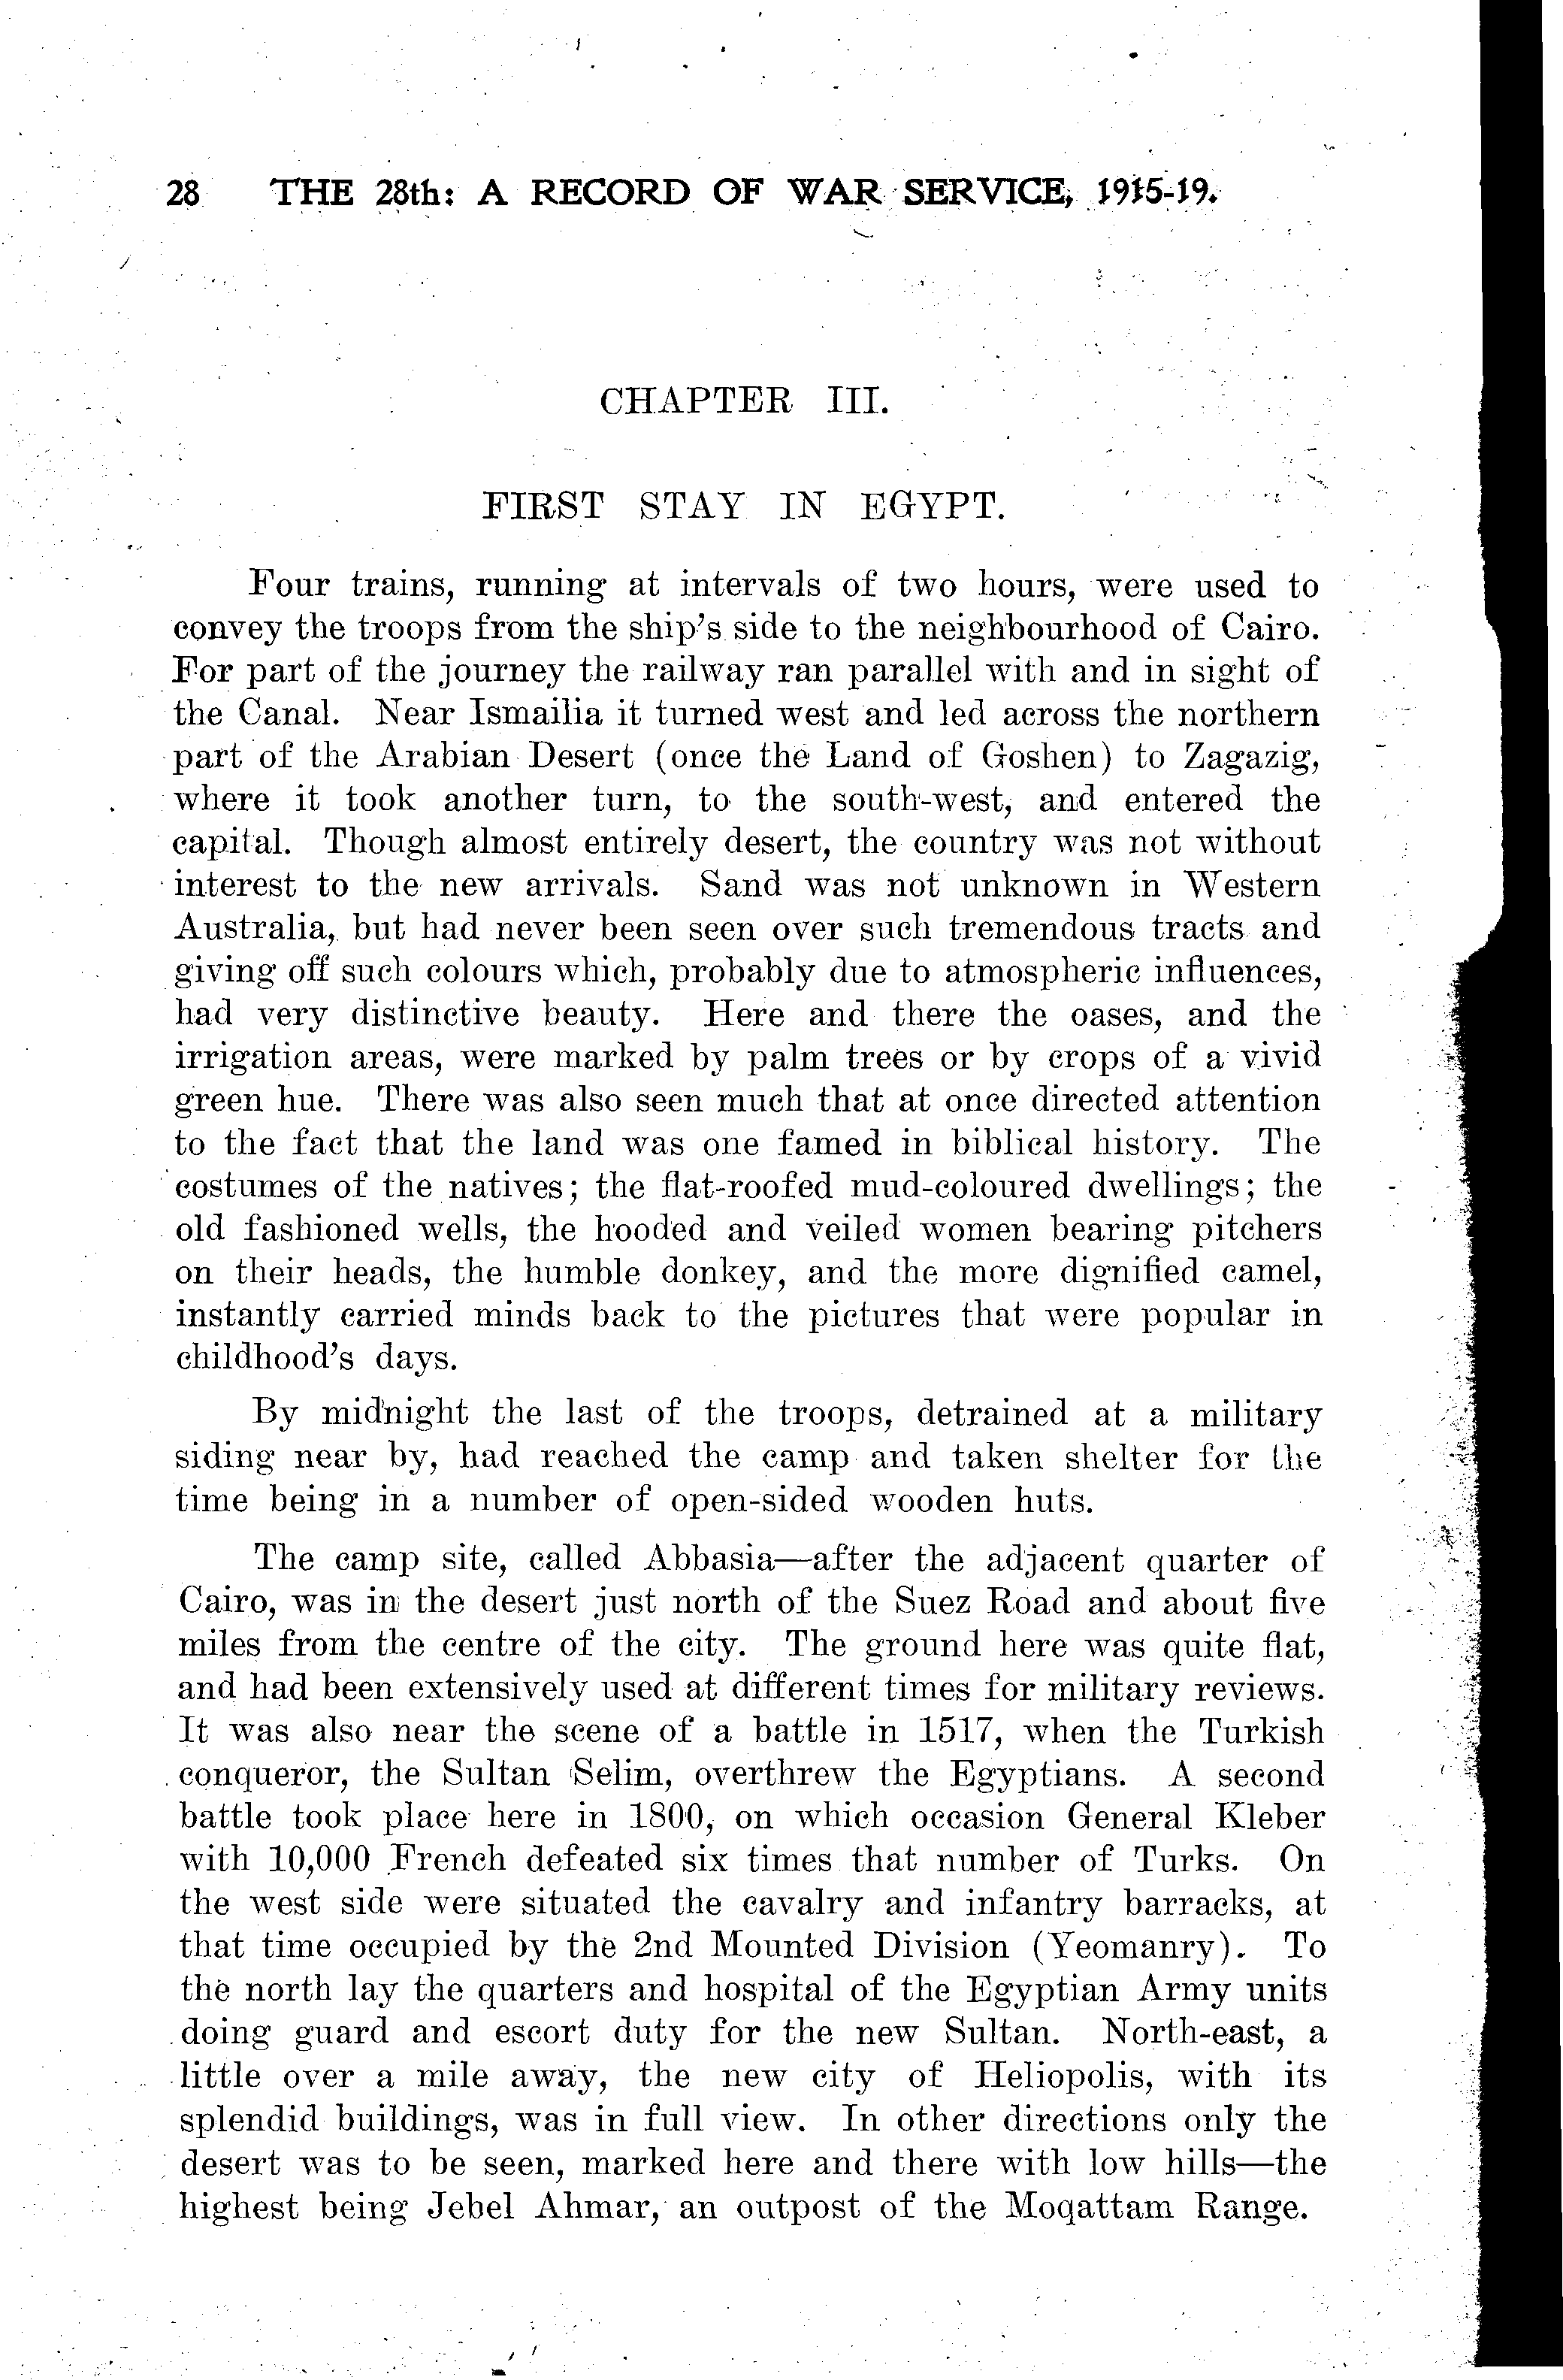 28 THE 28th: A RECORD OF WAR SERVICE, 1915-19.
CHAPTER III.
FIRST STAY IN EGYPT.
Four trains, running at intervals of two hours, were used to
convey the troops from the ship's side to the neighbourhood of Cairo.
For part of the journey the railway ran parallel with and in sight of
the Canal. Near Ismailia it turned west and led across the northern
part of the Arabian Desert (once the Land of Goshen) to Zagazig,
where it took another turn, to the south-west, and entered the
capital. Though almost entirely desert, the country was not without
interest to the new arrivals. Sand was not unknown in Western
Australia, but had never been seen over such tremendous tracts and
giving off such colours which, probably due to atmospheric influences,
had very distinctive beauty. Here and there the oases, and the
irrigation areas, were marked by palm trees or by crops of a vivid
green hue. There was also seen much that at once directed attention
to the fact that the land was one famed in biblical history. The
costumes of the natives; the flat-roofed mud-coloured dwellings; the
old fashioned wells, the hooded and veiled women bearing pitchers
on their heads, the humble donkey, and the more dignified camel,
instantly carried minds back to the pictures that were popular in
childhood's days.
By midnight the last of the troops, detrained at a military
siding near by, had reached the camp and taken shelter for the
time being in a number of open-sided wooden huts.
The camp site, called Abbasia—after the adjacent quarter of
Cairo, was in the desert just north of the Suez Road and about five
miles from the centre of the city. The ground here was quite flat,
and had been extensively used at different times for military reviews.
It was also near the scene of a battle in 1517, when the Turkish
conqueror, the Sultan Selim, overthrew the Egyptians. A second
battle took place here in 1800, on which occasion General Kleber
with 10,000 French defeated six times that number of Turks. On
the west side were situated the cavalry and infantry barracks, at
that time occupied by the 2nd Mounted Division (Yeomanry). To
the north lay the quarters and hospital of the Egyptian Army units
doing guard and escort duty for the new Sultan. North-east, a
little over a mile away, the new city of Heliopolis, with its
splendid buildings, was in full view. In other directions only the
desert was to be seen, marked here and there with low hills—the
highest being Jebel Ahmar, an outpost of the Moqattam Range.